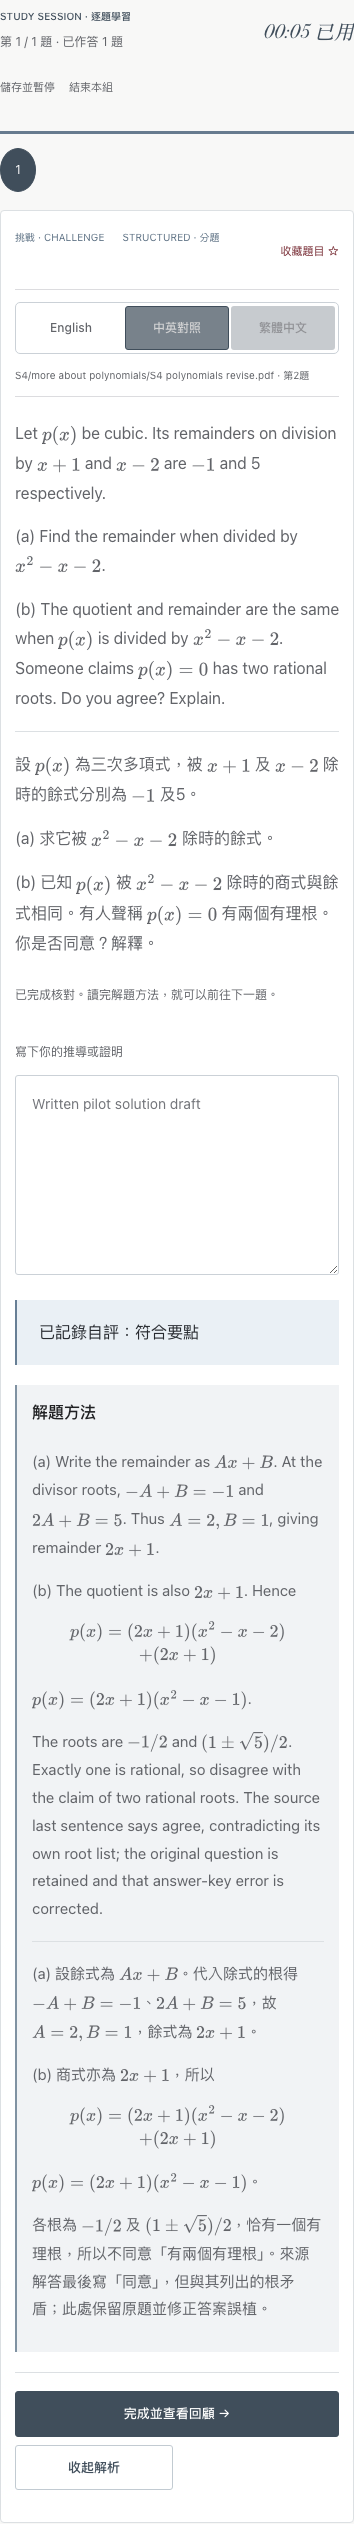 STUDY SESSION · 逐題學習
第 1 / 1 題 · 已作答 1 題
00:05 已用
儲存並暫停 結束本組
1
挑戰 · CHALLENGE STRUCTURED · 分題
收藏題目 ☆
English 中英對照 繁體中文
S4/more about polynomials/S4 polynomials revise.pdf · 第2題
Let p(x) be cubic. Its remainders on division
by x + 1 and x − 2 are −1 and 5
respectively.
(a) Find the remainder when divided by
x² − x − 2.
(b) The quotient and remainder are the same
when p(x) is divided by x² − x − 2.
Someone claims p(x) = 0 has two rational
roots. Do you agree? Explain.
設 p(x) 為三次多項式，被 x + 1 及 x − 2 除
時的餘式分別為 −1 及5。
(a) 求它被 x² − x − 2 除時的餘式。
(b) 已知 p(x) 被 x² − x − 2 除時的商式與餘
式相同。有人聲稱 p(x) = 0 有兩個有理根。
你是否同意？解釋。
已完成核對。讀完解題方法，就可以前往下一題。
寫下你的推導或證明
Written pilot solution draft
已記錄自評：符合要點
解題方法
(a) Write the remainder as Ax + B. At the
divisor roots, −A + B = −1 and
2A + B = 5. Thus A = 2, B = 1, giving
remainder 2x + 1.
(b) The quotient is also 2x + 1. Hence
p(x) = (2x + 1)(x² − x − 2)
+(2x + 1)
p(x) = (2x + 1)(x² − x − 1).
The roots are −1/2 and (1 ± √5)/2.
Exactly one is rational, so disagree with
the claim of two rational roots. The source
last sentence says agree, contradicting its
own root list; the original question is
retained and that answer-key error is
corrected.
(a) 設餘式為 Ax + B。代入除式的根得
−A + B = −1、2A + B = 5，故
A = 2, B = 1，餘式為 2x + 1。
(b) 商式亦為 2x + 1，所以
p(x) = (2x + 1)(x² − x − 2)
+(2x + 1)
p(x) = (2x + 1)(x² − x − 1)。
各根為 −1/2 及 (1 ± √5)/2，恰有一個有
理根，所以不同意「有兩個有理根」。來源
解答最後寫「同意」，但與其列出的根矛
盾；此處保留原題並修正答案誤植。
完成並查看回顧 →
收起解析